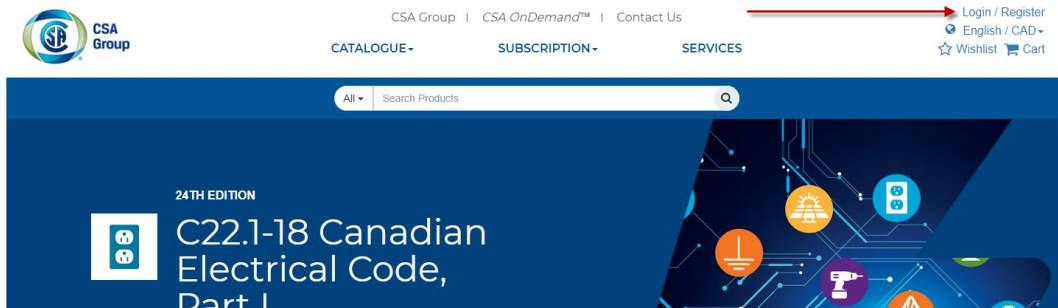 CSA Group
CSA Group | CSA OnDemand™ | Contact Us
Login / Register
English / CAD
CATALOGUE
SUBSCRIPTION
SERVICES
Wishlist Cart
All Search Products
24TH EDITION
C22.1-18 Canadian
Electrical Code,
Part I